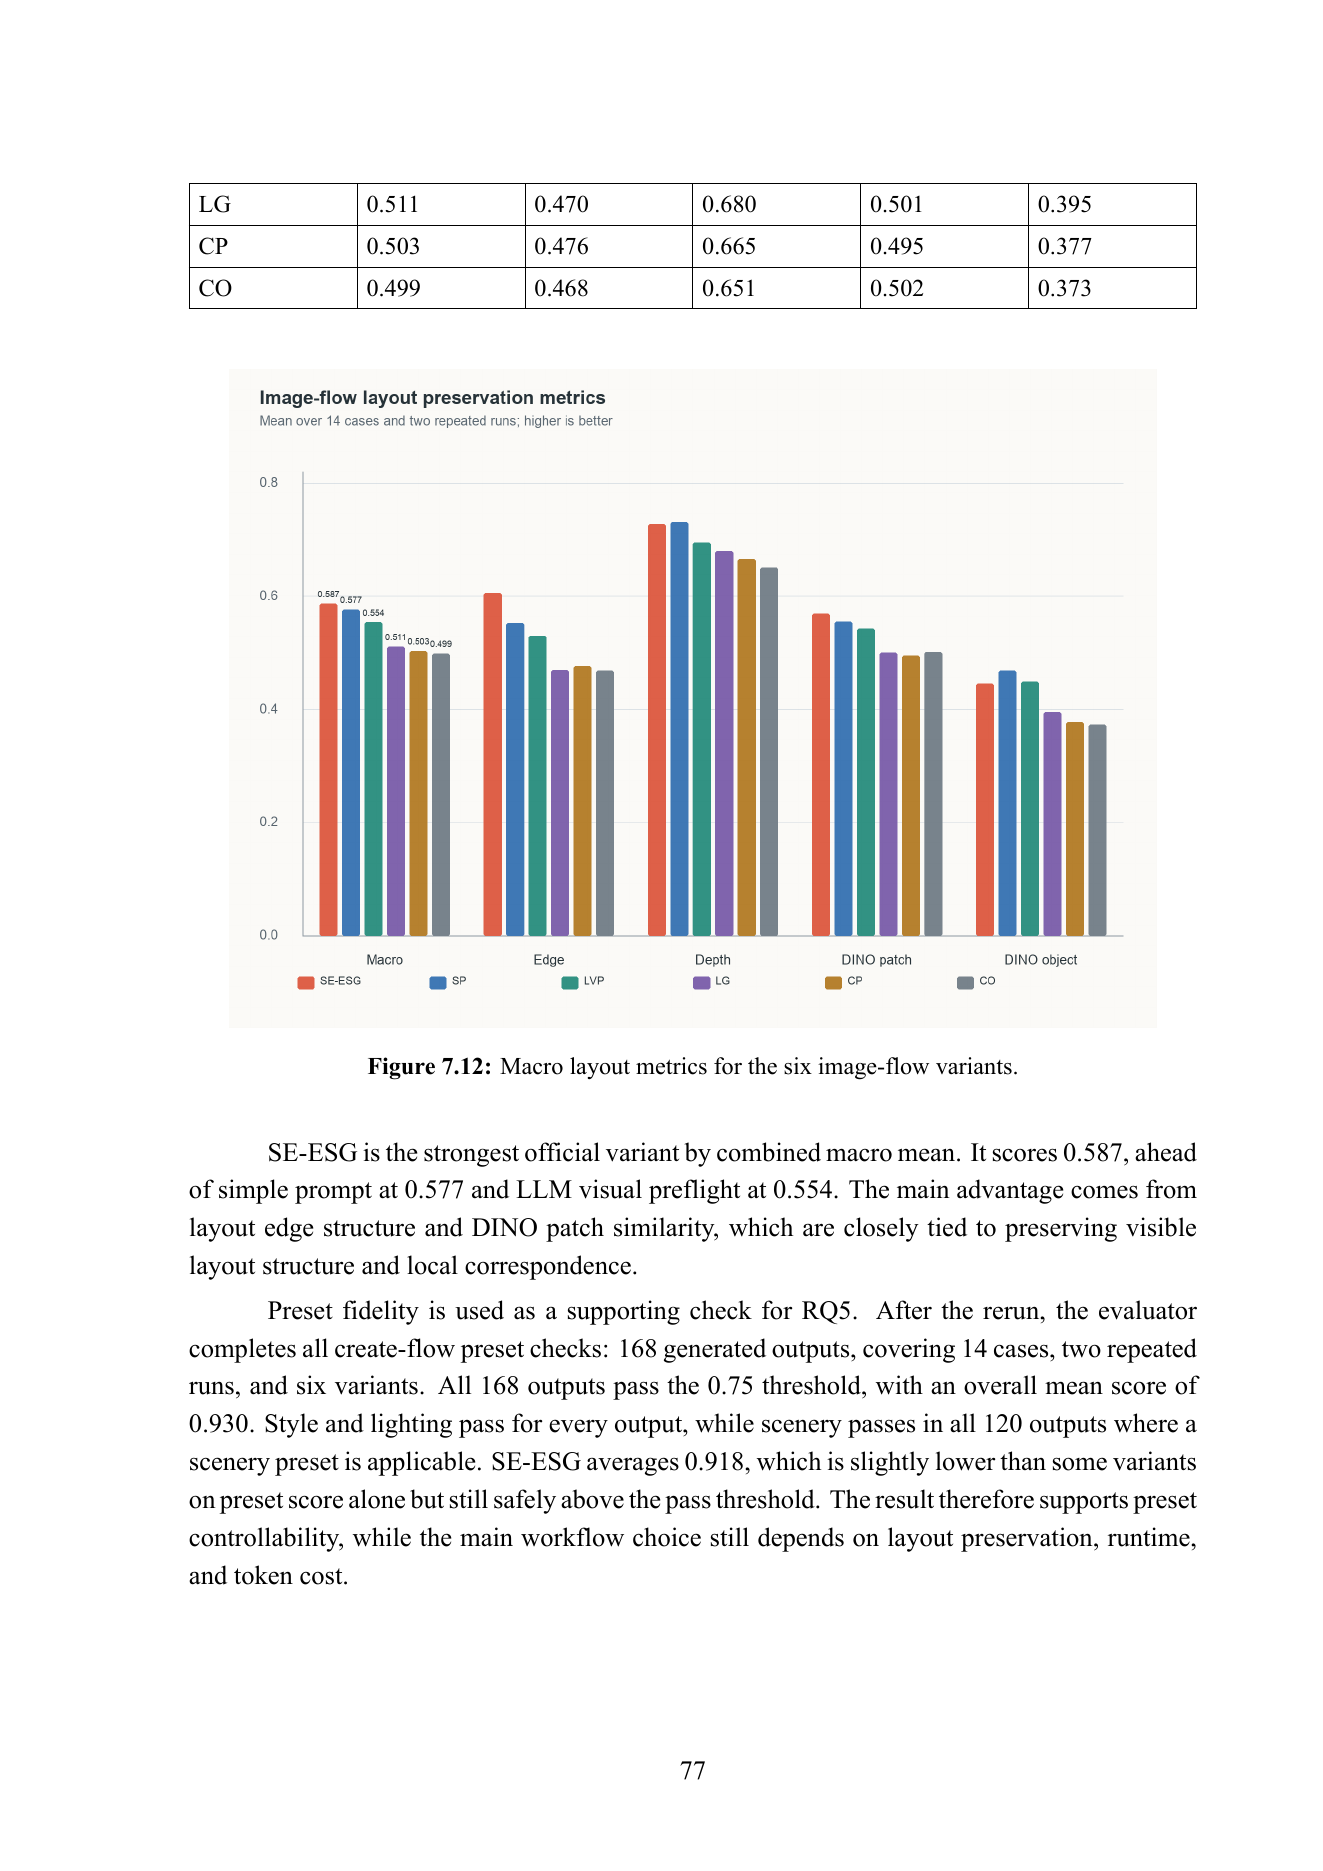 LG 0.511 0.470 0.680 0.501 0.395
CP 0.503 0.476 0.665 0.495 0.377
CO 0.499 0.468 0.651 0.502 0.373
Image-flow layout preservation metrics
Mean over 14 cases and two repeated runs; higher is better
0.8
0.6
0.4
0.2
0.0
0.587 0.577 0.554 0.511 0.503 0.499
Macro Edge Depth DINO patch DINO object
SE-ESG SP LVP LG CP CO
Figure 7.12: Macro layout metrics for the six image-flow variants.
SE-ESG is the strongest official variant by combined macro mean. It scores 0.587, ahead
of simple prompt at 0.577 and LLM visual preflight at 0.554. The main advantage comes from
layout edge structure and DINO patch similarity, which are closely tied to preserving visible
layout structure and local correspondence.
Preset fidelity is used as a supporting check for RQ5. After the rerun, the evaluator
completes all create-flow preset checks: 168 generated outputs, covering 14 cases, two repeated
runs, and six variants. All 168 outputs pass the 0.75 threshold, with an overall mean score of
0.930. Style and lighting pass for every output, while scenery passes in all 120 outputs where a
scenery preset is applicable. SE-ESG averages 0.918, which is slightly lower than some variants
on preset score alone but still safely above the pass threshold. The result therefore supports preset
controllability, while the main workflow choice still depends on layout preservation, runtime,
and token cost.
77